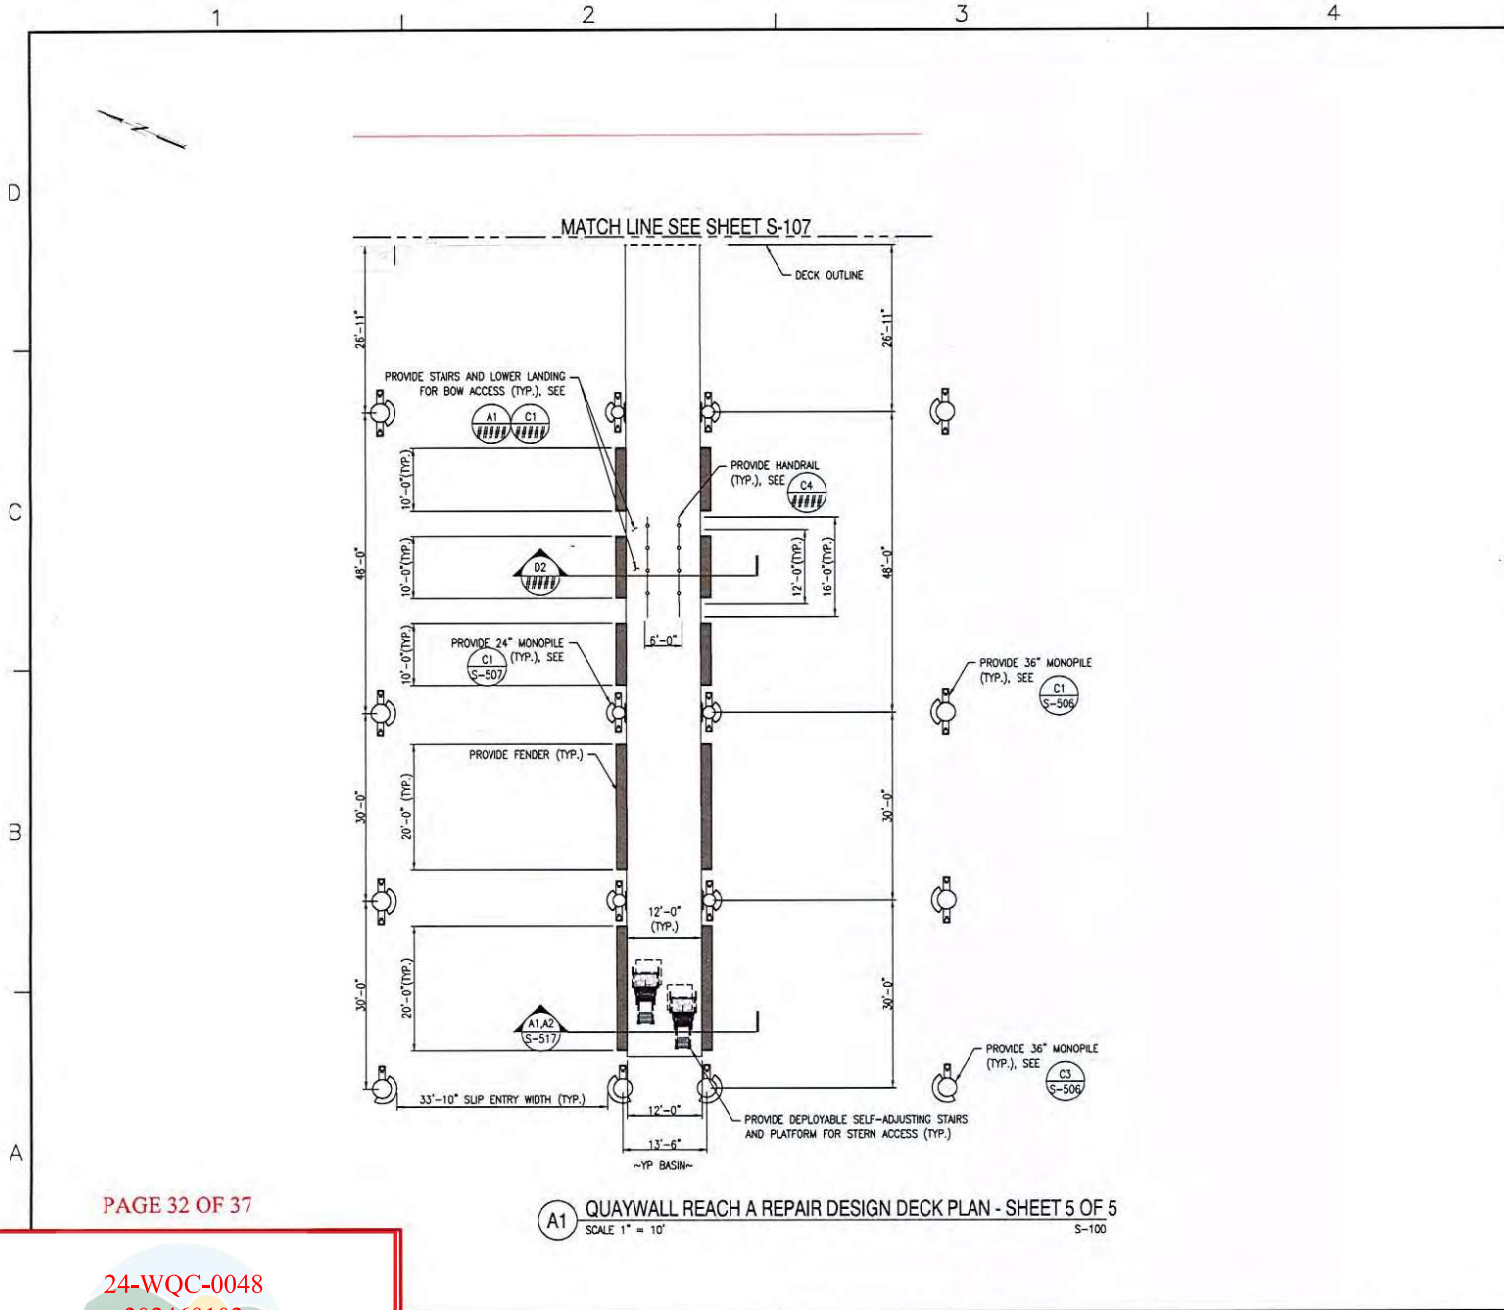 1
2
3
4
D
C
B
A
N
MATCH LINE SEE SHEET S-107
DECK OUTLINE
26'-11"
26'-11"
PROVIDE STAIRS AND LOWER LANDING
FOR BOW ACCESS (TYP.), SEE
A1
#####
C1
#####
PROVIDE HANDRAIL
(TYP.), SEE
C4
#####
10'-0"(TYP.)
10'-0"(TYP.)
10'-0"(TYP.)
48'-0"
48'-0"
12'-0"(TYP.)
16'-0"(TYP.)
D2
#####
6'-0"
PROVIDE 24" MONOPILE
(TYP.), SEE
C1
S-507
PROVIDE 36" MONOPILE
(TYP.), SEE
C1
S-506
PROVIDE FENDER (TYP.)
20'-0" (TYP.)
30'-0"
30'-0"
12'-0"
(TYP.)
20'-0"(TYP.)
30'-0"
30'-0"
A1,A2
S-517
PROVIDE 36" MONOPILE
(TYP.), SEE
C3
S-506
33'-10" SLIP ENTRY WIDTH (TYP.)
12'-0"
13'-6"
~YP BASIN~
PROVIDE DEPLOYABLE SELF-ADJUSTING STAIRS
AND PLATFORM FOR STERN ACCESS (TYP.)
A1
QUAYWALL REACH A REPAIR DESIGN DECK PLAN - SHEET 5 OF 5
SCALE 1" = 10'
S-100
PAGE 32 OF 37
24-WQC-0048